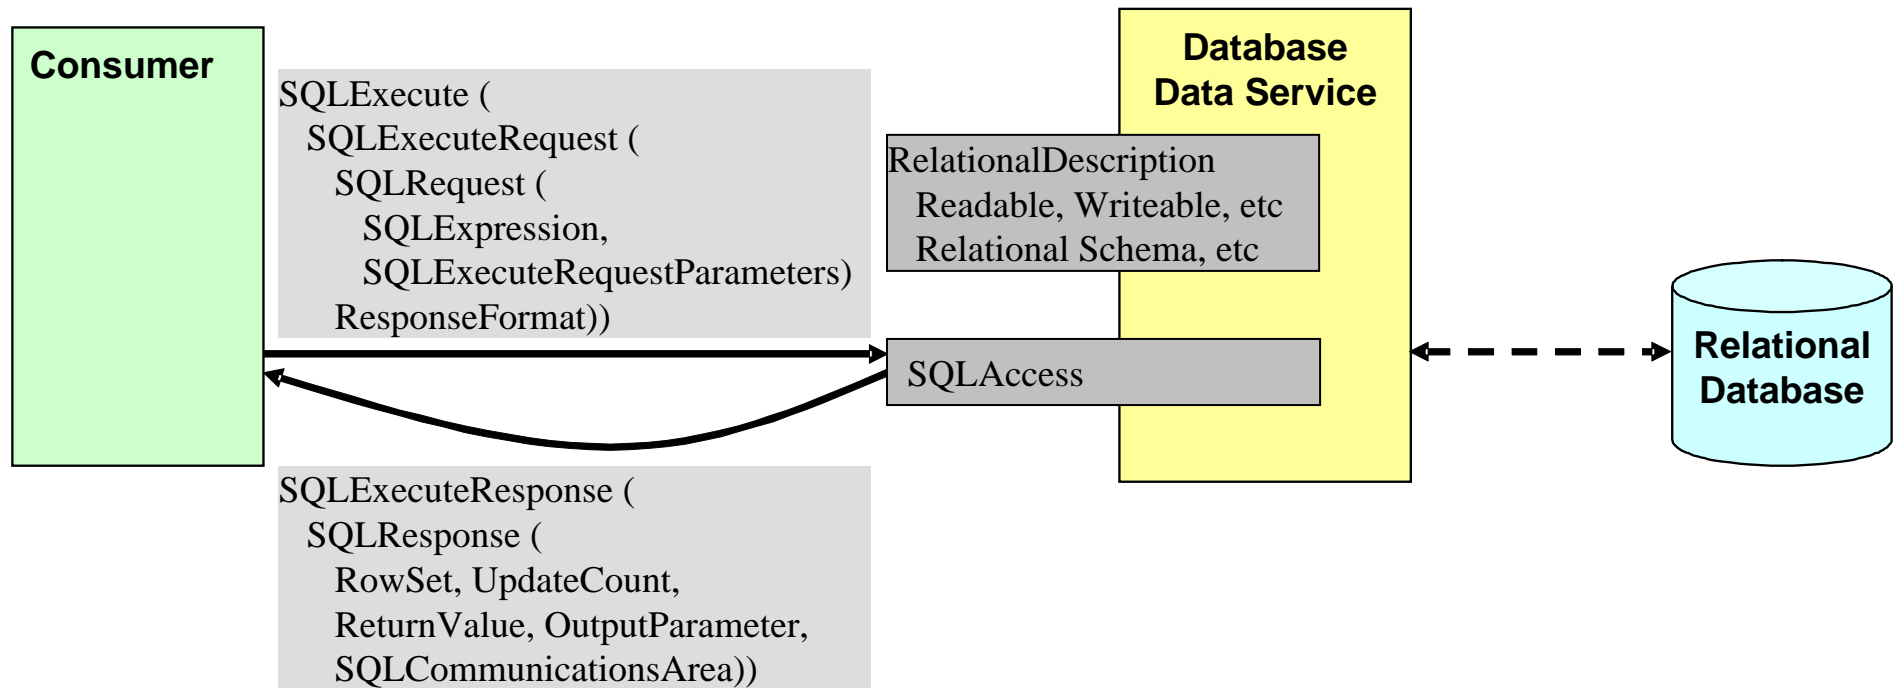 Consumer
SQLExecute (
SQLExecuteRequest (
SQLRequest (
SQLExpression,
SQLExecuteRequestParameters)
ResponseFormat))
SQLExecuteResponse (
SQLResponse (
RowSet, UpdateCount,
ReturnValue, OutputParameter,
SQLCommunicationsArea))
Database
Data Service
RelationalDescription
Readable, Writeable, etc
Relational Schema, etc
SQLAccess
Relational
Database